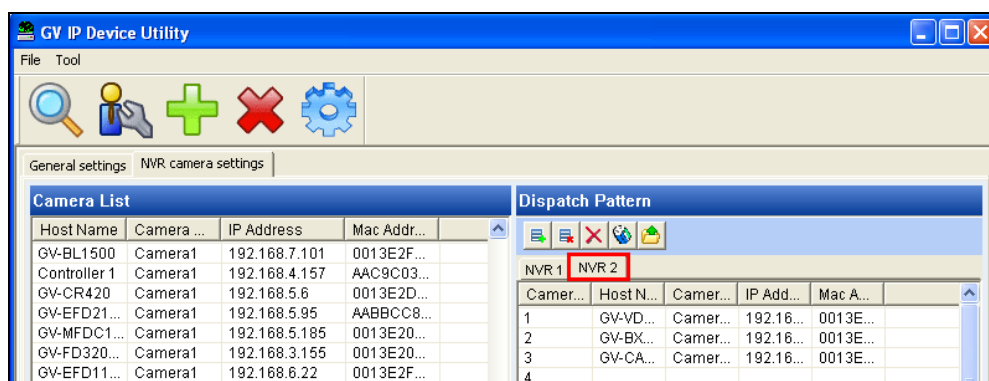 GV IP Device Utility
File Tool
General settings NVR camera settings
Camera List
Host Name Camera ... IP Address Mac Addr...
GV-BL1500 Camera1 192.168.7.101 0013E2F...
Controller 1 Camera1 192.168.4.157 AAC9C03...
GV-CR420 Camera1 192.168.5.6 0013E2D...
GV-EFD21... Camera1 192.168.5.95 AABBCC8...
GV-MFDC1... Camera1 192.168.5.185 0013E20...
GV-FD320... Camera1 192.168.3.155 0013E20...
GV-EFD11... Camera1 192.168.6.22 0013E2F...
Dispatch Pattern
NVR 1 NVR 2
Camer... Host N... Camer... IP Add... Mac A...
1 GV-VD... Camer... 192.16... 0013E...
2 GV-BX... Camer... 192.16... 0013E...
3 GV-CA... Camer... 192.16... 0013E...
4